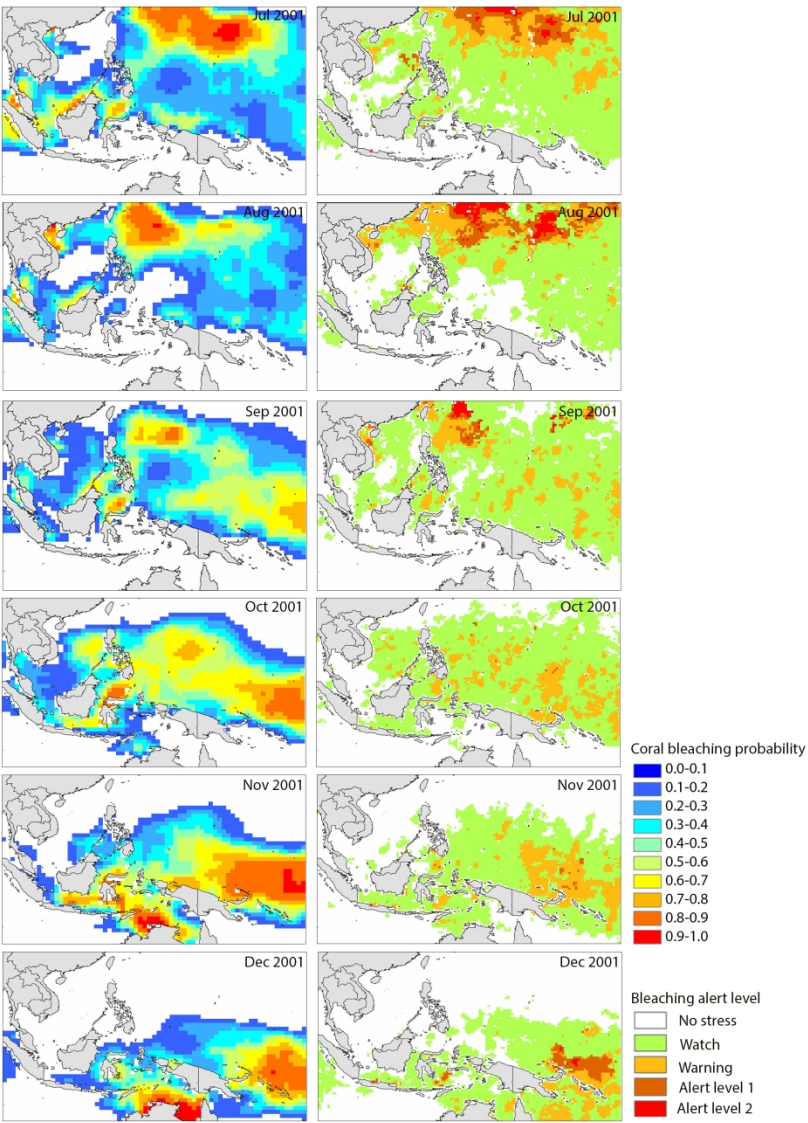 Jul 2001
Jul 2001
Aug 2001
Aug 2001
Sep 2001
Sep 2001
Oct 2001
Oct 2001
Nov 2001
Nov 2001
Dec 2001
Dec 2001
Coral bleaching probability
0.0-0.1
0.1-0.2
0.2-0.3
0.3-0.4
0.4-0.5
0.5-0.6
0.6-0.7
0.7-0.8
0.8-0.9
0.9-1.0
Bleaching alert level
No stress
Watch
Warning
Alert level 1
Alert level 2